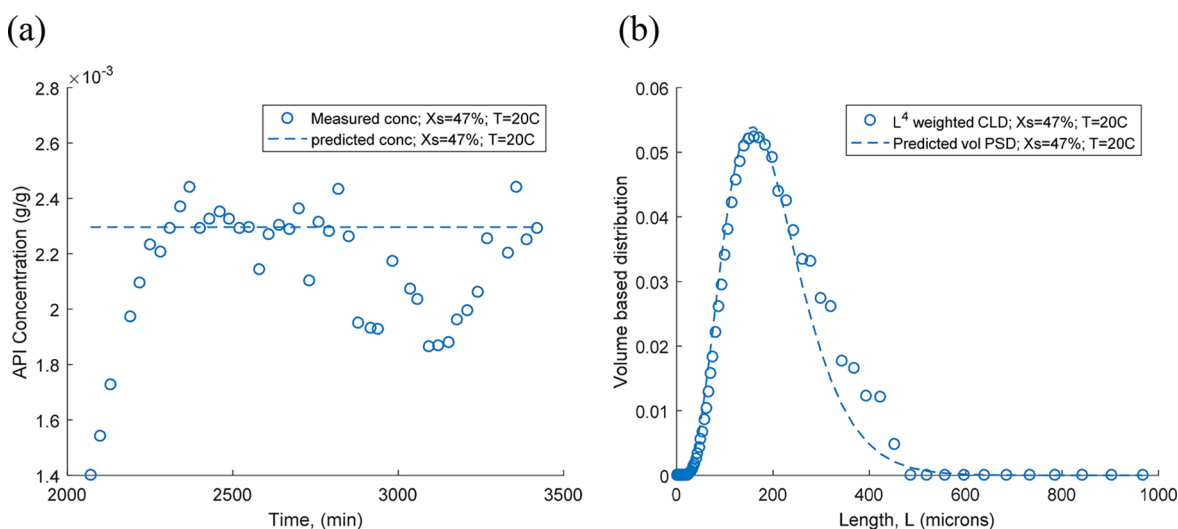 (a)
×10⁻³
2.8
2.6
2.4
2.2
2
1.8
1.6
1.4
API Concentration (g/g)
Measured conc; Xs=47%; T=20C
predicted conc; Xs=47%; T=20C
2000 2500 3000 3500
Time, (min)
(b)
0.06
0.05
0.04
0.03
0.02
0.01
0
Volume based distribution
L⁴ weighted CLD; Xs=47%; T=20C
Predicted vol PSD; Xs=47%; T=20C
0 200 400 600 800 1000
Length, L (microns)